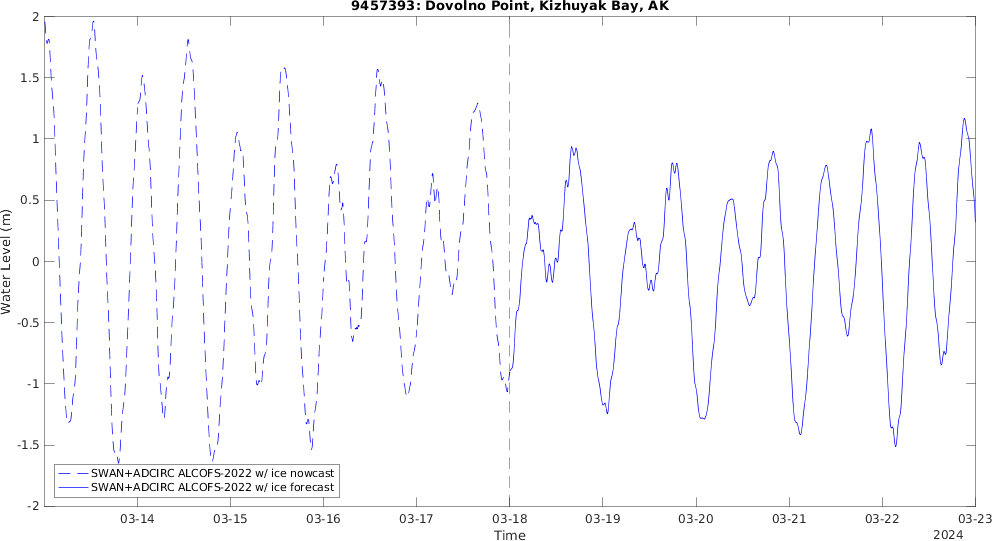 9457393: Dovolno Point, Kizhuyak Bay, AK
Water Level (m)
2
1.5
1
0.5
0
-0.5
-1
-1.5
-2
SWAN+ADCIRC ALCOFS-2022 w/ ice nowcast
SWAN+ADCIRC ALCOFS-2022 w/ ice forecast
03-14 03-15 03-16 03-17 03-18 03-19 03-20 03-21 03-22 03-23
Time
2024